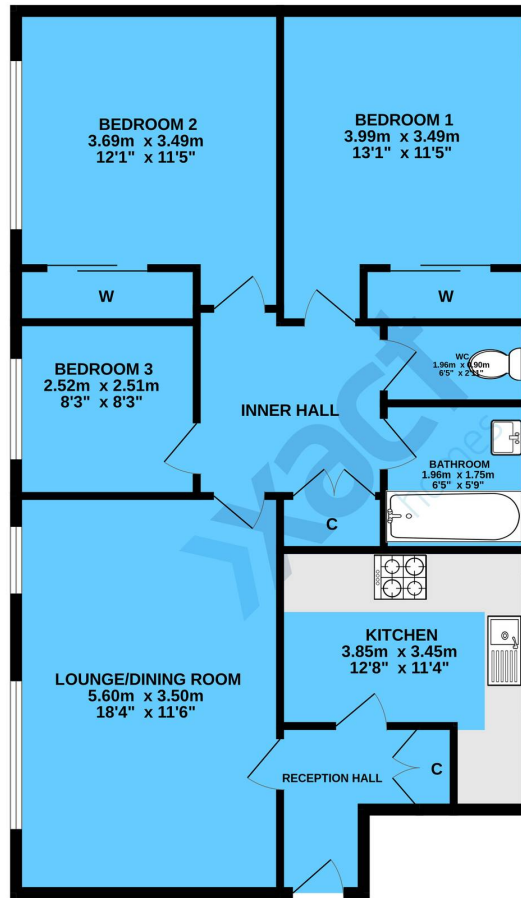 BEDROOM 2
3.69m x 3.49m
12'1" x 11'5"
BEDROOM 1
3.99m x 3.49m
13'1" x 11'5"
W
W
BEDROOM 3
2.52m x 2.51m
8'3" x 8'3"
INNER HALL
WC
1.96m x 0.90m
6'5" x 2'11"
BATHROOM
1.96m x 1.75m
6'5" x 5'9"
C
LOUNGE/DINING ROOM
5.60m x 3.50m
18'4" x 11'6"
KITCHEN
3.85m x 3.45m
12'8" x 11'4"
RECEPTION HALL
C
xact
homes